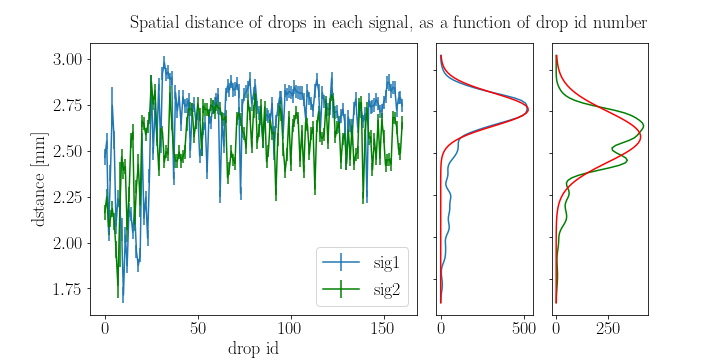 Spatial distance of drops in each signal, as a function of drop id number
3.00
2.75
2.50
2.25
2.00
1.75
dstance [mm]
sig1
sig2
0 50 100 150
0 500
0 250
drop id